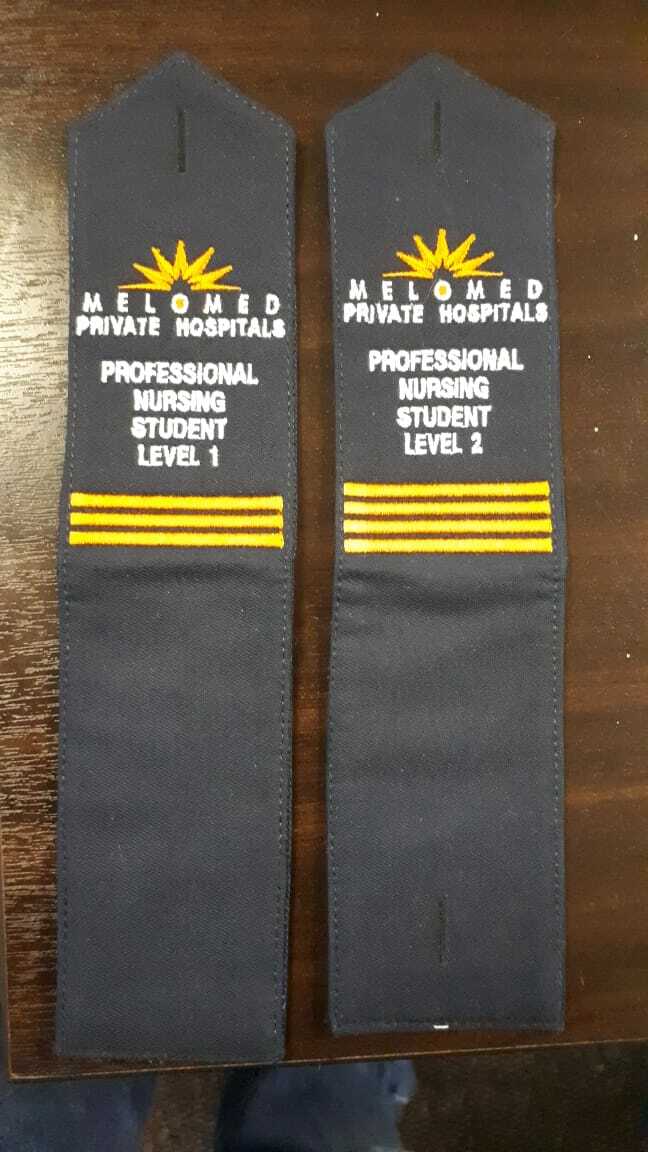 MELOMED
PRIVATE HOSPITALS
PROFESSIONAL
NURSING
STUDENT
LEVEL 1
MELOMED
PRIVATE HOSPITALS
PROFESSIONAL
NURSING
STUDENT
LEVEL 2